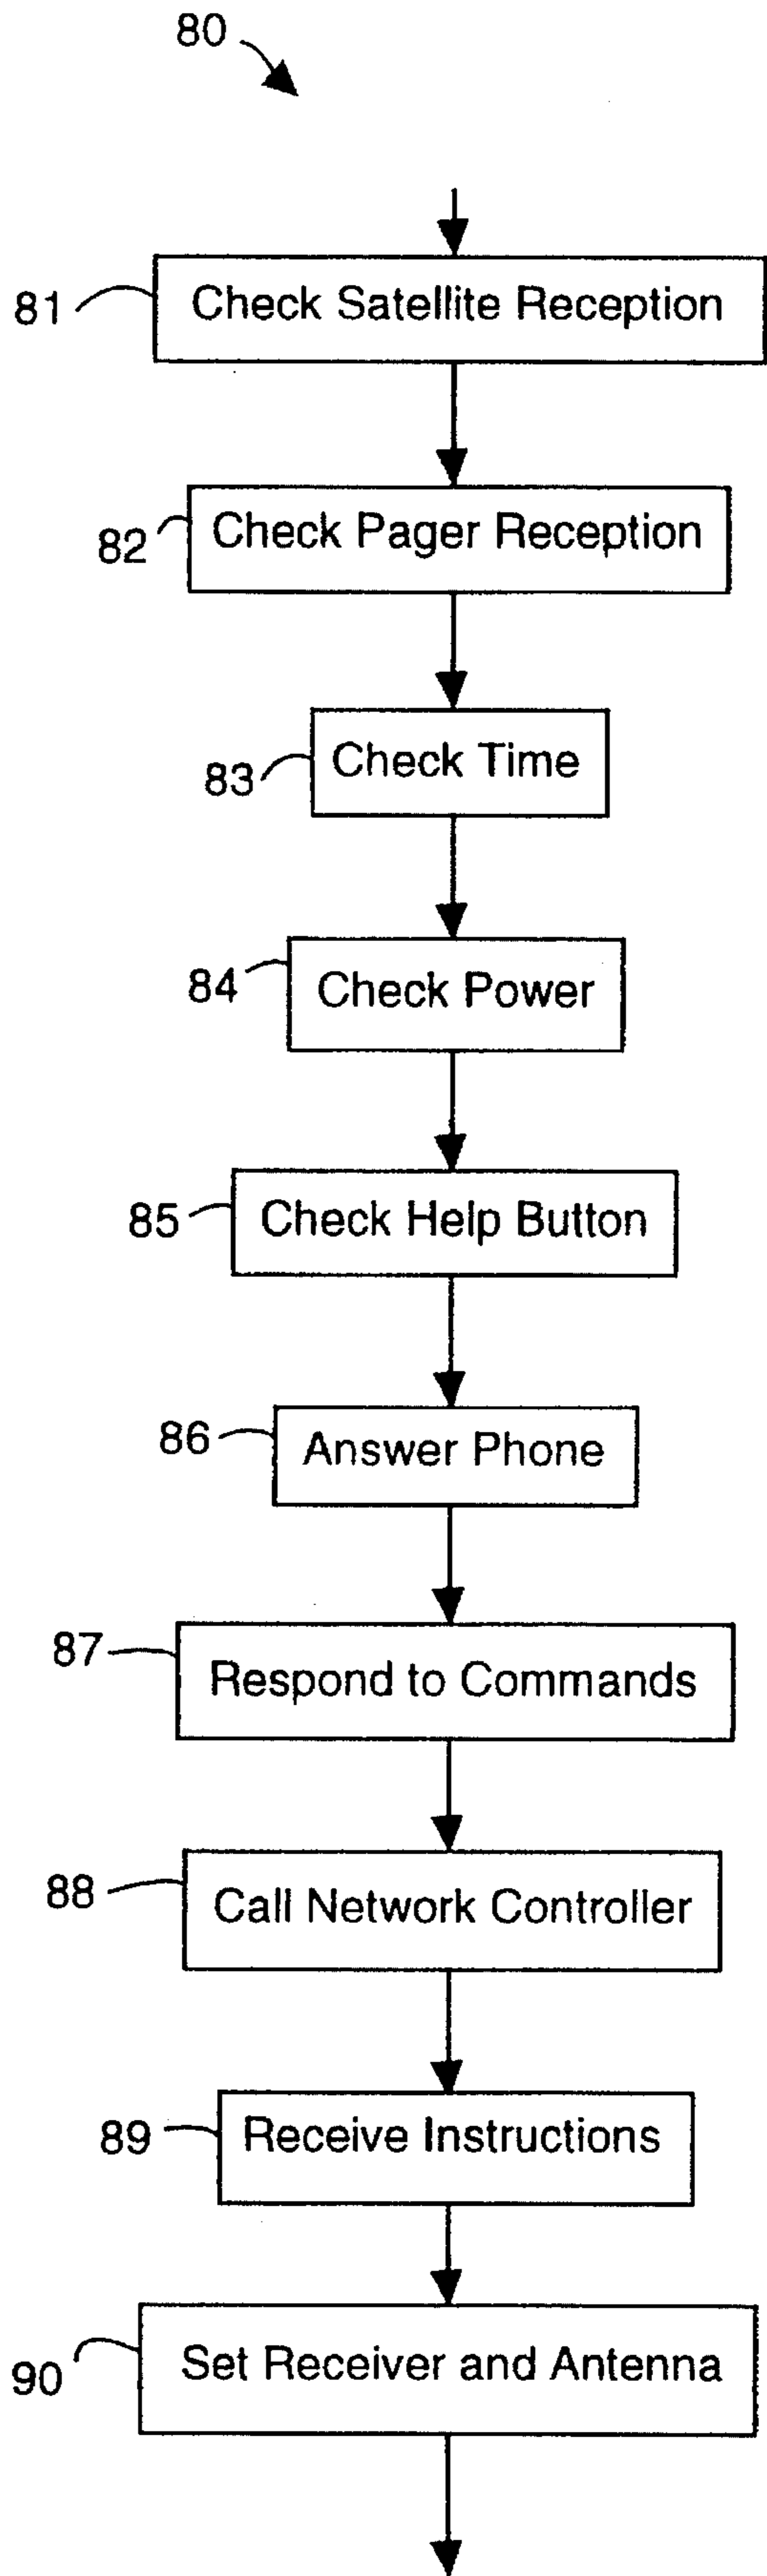 80
81 Check Satellite Reception
82 Check Pager Reception
83 Check Time
84 Check Power
85 Check Help Button
86 Answer Phone
87 Respond to Commands
88 Call Network Controller
89 Receive Instructions
90 Set Receiver and Antenna